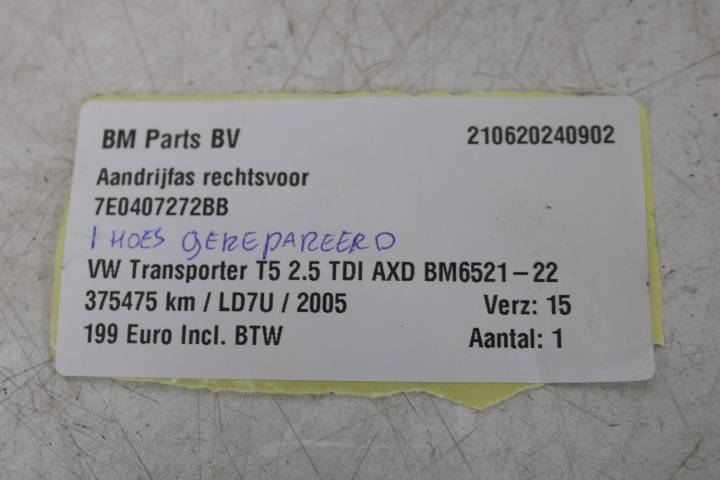 BM Parts BV 210620240902
Aandrijfas rechtsvoor
7E0407272BB
1 HOES GEREPAREERD
VW Transporter T5 2.5 TDI AXD BM6521-22
375475 km / LD7U / 2005 Verz: 15
199 Euro Incl. BTW Aantal: 1